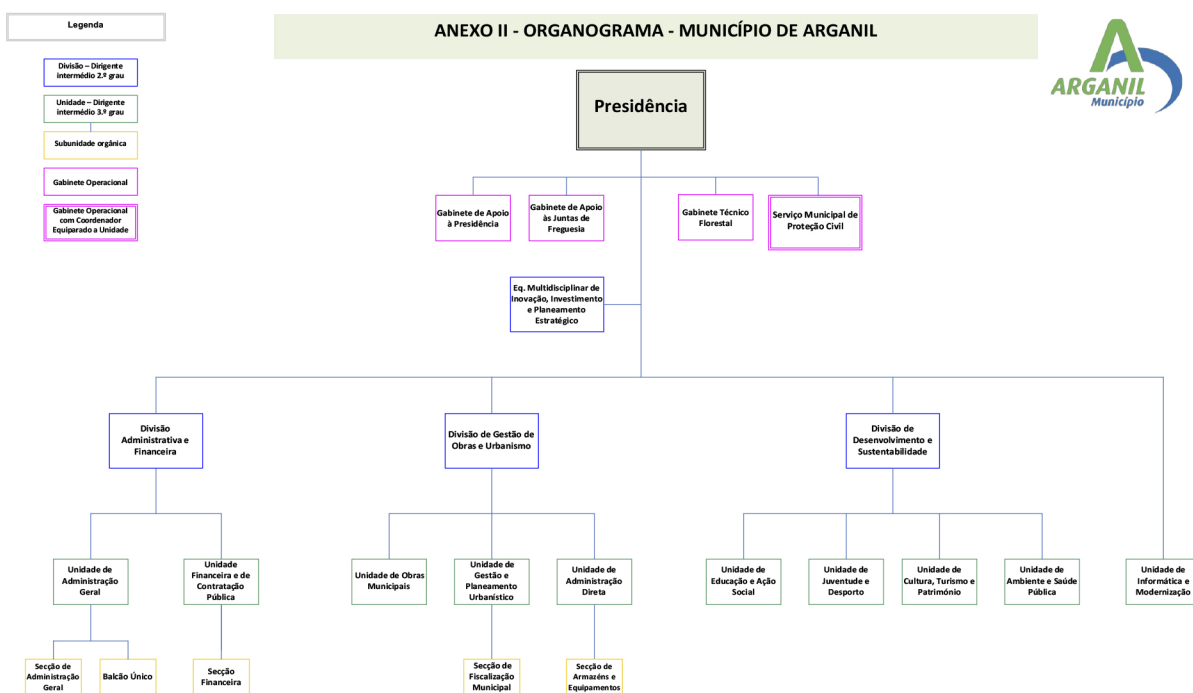 Legenda
ANEXO II - ORGANOGRAMA - MUNICÍPIO DE ARGANIL
ARGANIL
Município
Divisão – Dirigente
intermédio 2.º grau
Unidade – Dirigente
intermédio 3.º grau
Subunidade orgânica
Gabinete Operacional
Gabinete Operacional
com Coordenador
Equiparado a Unidade
Presidência
Gabinete de Apoio
à Presidência
Gabinete de Apoio
às Juntas de
Freguesia
Gabinete Técnico
Florestal
Serviço Municipal de
Proteção Civil
Eq. Multidisciplinar de
Inovação, Investimento
e Planeamento
Estratégico
Divisão
Administrativa e
Financeira
Divisão de Gestão de
Obras e Urbanismo
Divisão de
Desenvolvimento e
Sustentabilidade
Unidade de
Administração
Geral
Unidade
Financeira e de
Contratação
Pública
Unidade de Obras
Municipais
Unidade de
Gestão e
Planeamento
Urbanístico
Unidade de
Administração
Direta
Unidade de
Educação e Ação
Social
Unidade de
Juventude e
Desporto
Unidade de
Cultura, Turismo e
Património
Unidade de
Ambiente e Saúde
Pública
Unidade de
Informática e
Modernização
Secção de
Administração
Geral
Balcão Único
Secção
Financeira
Secção de
Fiscalização
Municipal
Secção de
Armazéns e
Equipamentos